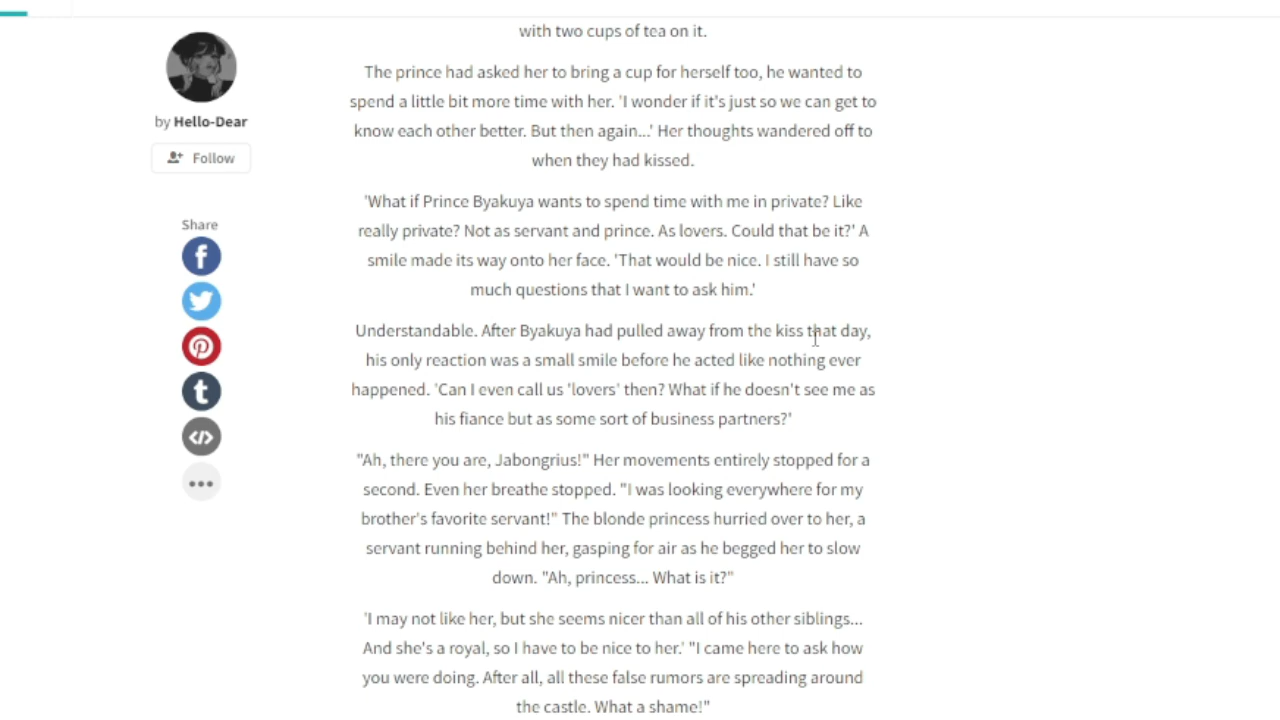 with two cups of tea on it.
The prince had asked her to bring a cup for herself too, he wanted to
spend a little bit more time with her. 'I wonder if it's just so we can get to
know each other better. But then again...' Her thoughts wandered off to
when they had kissed.
'What if Prince Byakuya wants to spend time with me in private? Like
really private? Not as servant and prince. As lovers. Could that be it?' A
smile made its way onto her face. 'That would be nice. I still have so
much questions that I want to ask him.'
Understandable. After Byakuya had pulled away from the kiss that day,
his only reaction was a small smile before he acted like nothing ever
happened. 'Can I even call us 'lovers' then? What if he doesn't see me as
his fiance but as some sort of business partners?'
"Ah, there you are, Jabongrius!" Her movements entirely stopped for a
second. Even her breathe stopped. "I was looking everywhere for my
brother's favorite servant!" The blonde princess hurried over to her, a
servant running behind her, gasping for air as he begged her to slow
down. "Ah, princess... What is it?"
'I may not like her, but she seems nicer than all of his other siblings...
And she's a royal, so I have to be nice to her.' "I came here to ask how
you were doing. After all, all these false rumors are spreading around
the castle. What a shame!"
by Hello-Dear
Follow
Share